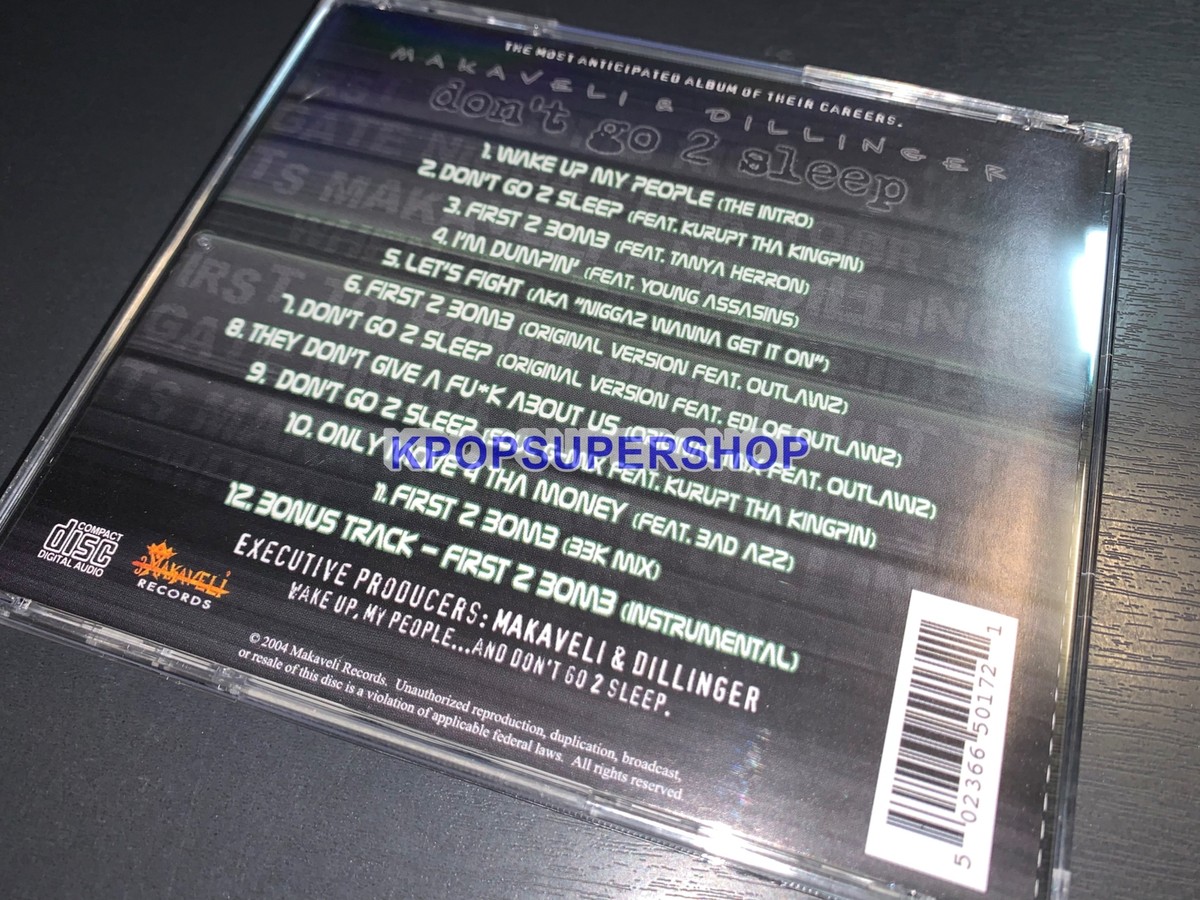 THE MOST ANTICIPATED ALBUM OF THEIR CAREERS.
MAKAVELI & DILLINGER
don't go 2 sleep
1. WAKE UP MY PEOPLE (THE INTRO)
2. DON'T GO 2 SLEEP (FEAT. KURUPT THA KINGPIN)
3. FIRST 2 BOMB (FEAT. TANYA HERRON)
4. I'M DUMPIN' (FEAT. YOUNG ASSASINS)
5. LET'S FIGHT (AKA "NIGGAZ WANNA GET IT ON")
6. FIRST 2 BOMB (ORIGINAL VERSION FEAT. OUTLAWZ)
7. DON'T GO 2 SLEEP (ORIGINAL VERSION FEAT. EDI OF OUTLAWZ)
8. THEY DON'T GIVE A FU*K ABOUT US (ORIGINAL MIX FEAT. OUTLAWZ)
9. DON'T GO 2 SLEEP FEAT. KURUPT THA KINGPIN)
10. ONLY LOVE 4 THA MONEY (FEAT. BAD AZZ)
11. FIRST 2 BOMB (33K MIX)
12. BONUS TRACK - FIRST 2 BOMB (INSTRUMENTAL)
KPOPSUPERSHOP
EXECUTIVE PRODUCERS: MAKAVELI & DILLINGER
WAKE UP, MY PEOPLE...AND DON'T GO 2 SLEEP.
COMPACT
disc
DIGITAL AUDIO
MAKAVELI
RECORDS
© 2004 Makaveli Records. Unauthorized reproduction, duplication, broadcast,
or resale of this disc is a violation of applicable federal laws. All rights reserved
5 02366 50172 1